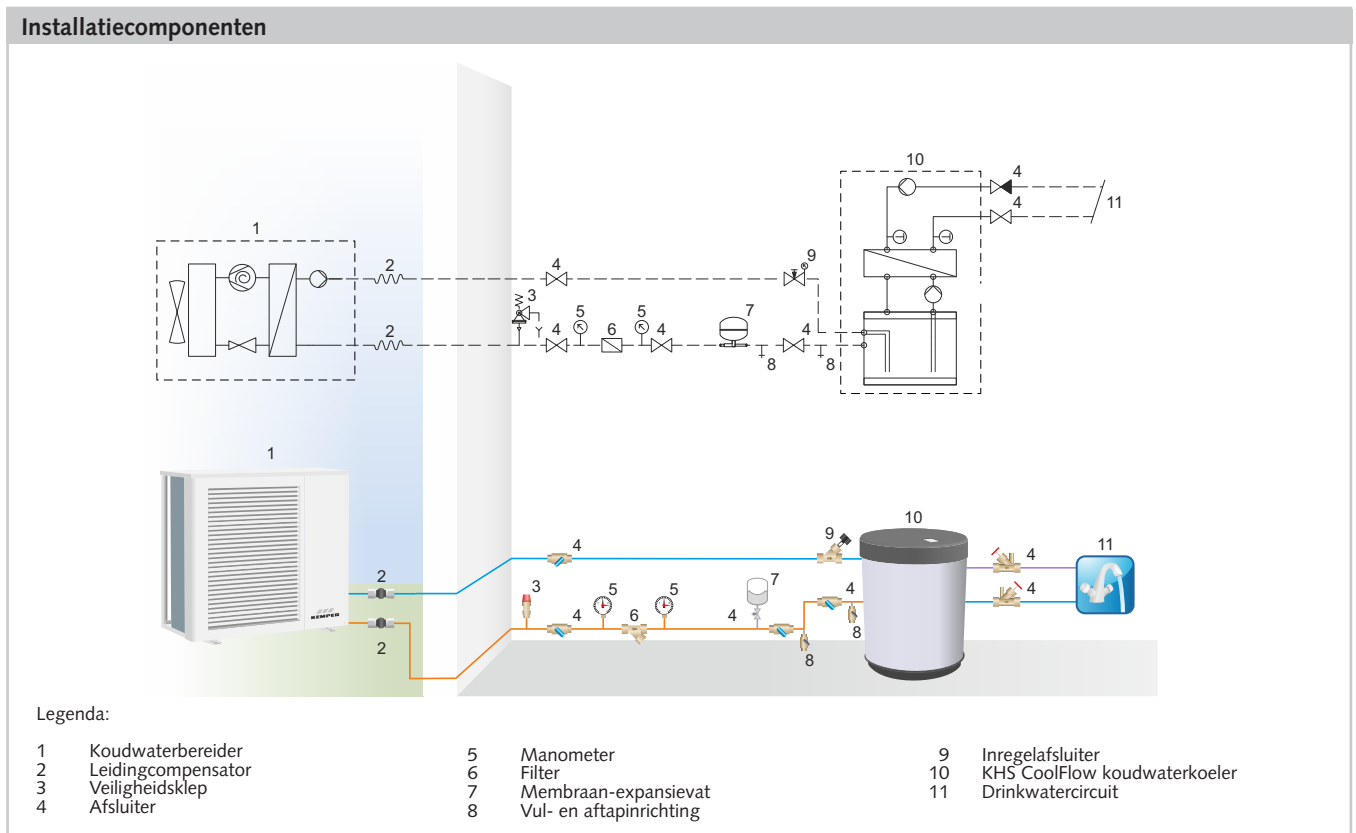 Installatiecomponenten
10
4
4
11
1
2
9
4
3
5
5
7
2
4
6
4
4
8
8
1
10
9
4
4
11
2
3
5
5
7
4
4
4
6
4
8
8
2
KEMPER
Legenda:
1 Koudwaterbereider
2 Leidingcompensator
3 Veiligheidsklep
4 Afsluiter
5 Manometer
6 Filter
7 Membraan-expansievat
8 Vul- en aftapinrichting
9 Inregelafsluiter
10 KHS CoolFlow koudwaterkoeler
11 Drinkwatercircuit